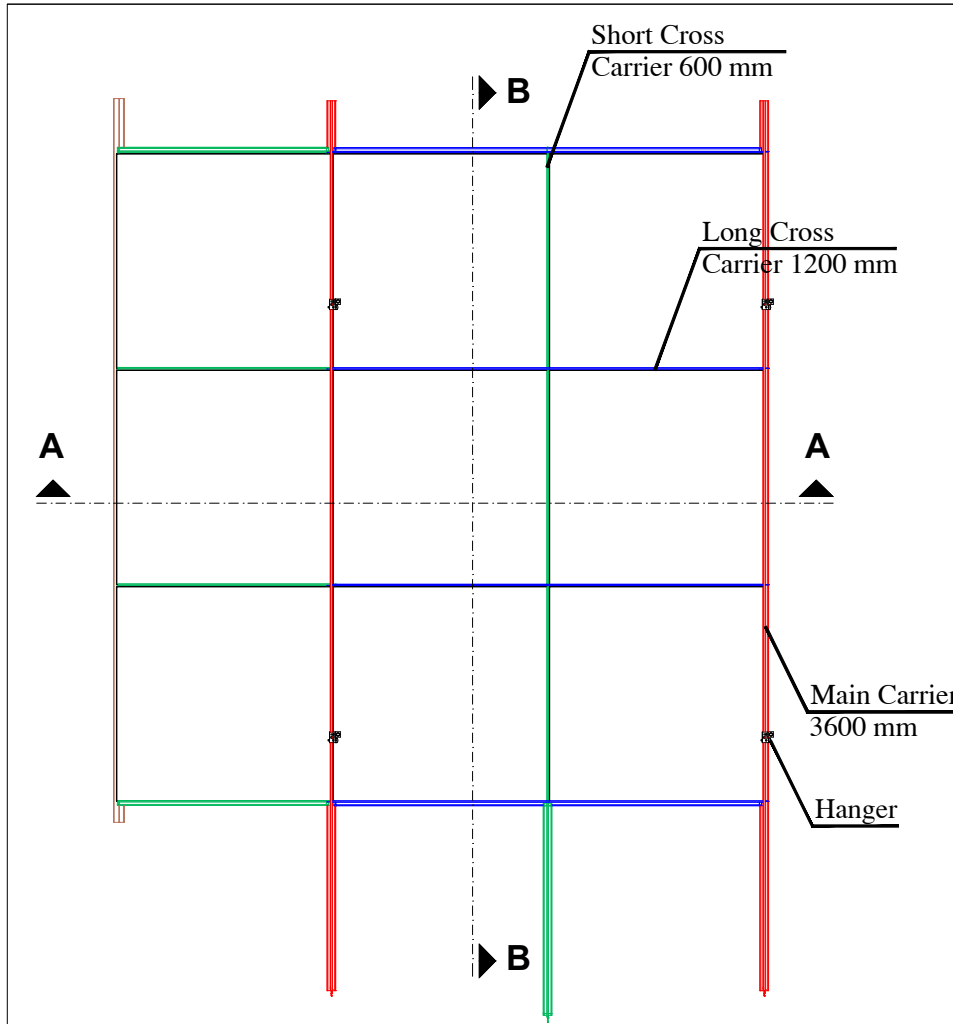 Short Cross
Carrier 600 mm
B
Long Cross
Carrier 1200 mm
A
A
Main Carrier
3600 mm
Hanger
B